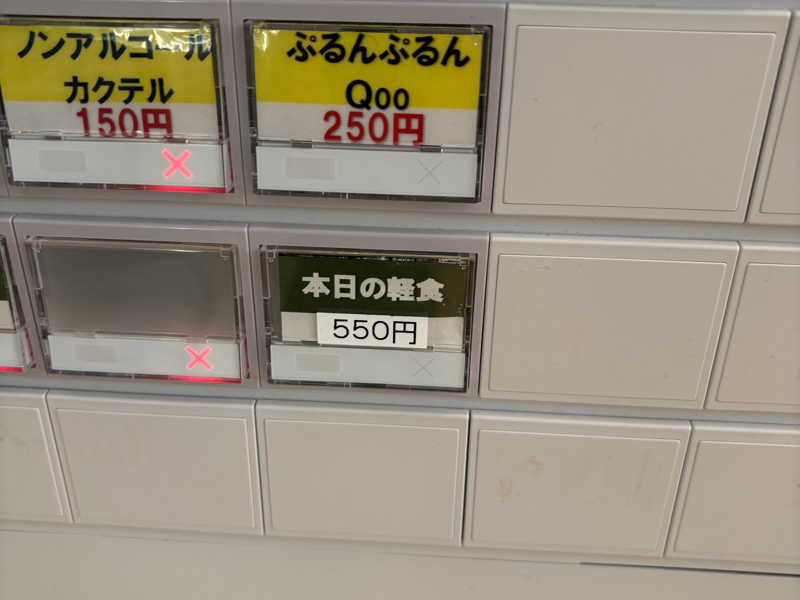 ノンアルコール
カクテル
150円
ぷるんぷるん
Qoo
250円
本日の軽食
550円